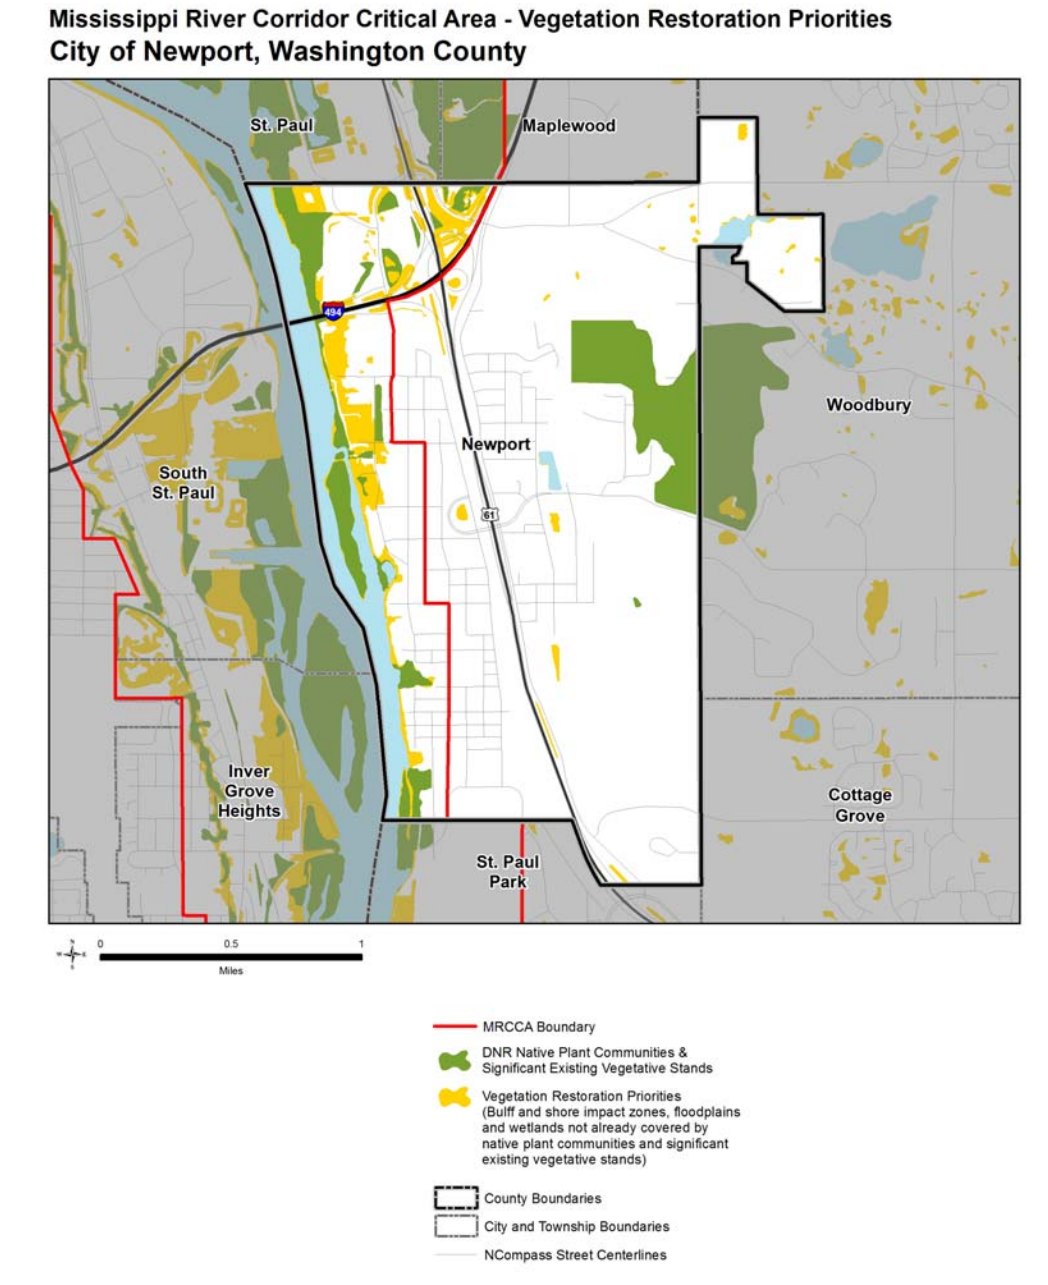 Mississippi River Corridor Critical Area - Vegetation Restoration Priorities
City of Newport, Washington County
St. Paul
Maplewood
494
Woodbury
Newport
South
St. Paul
61
Inver
Grove
Heights
Cottage
Grove
St. Paul
Park
N
W E
S
0 0.5 1
Miles
MRCCA Boundary
DNR Native Plant Communities &
Significant Existing Vegetative Stands
Vegetation Restoration Priorities
(Bulff and shore impact zones, floodplains
and wetlands not already covered by
native plant communities and significant
existing vegetative stands)
County Boundaries
City and Township Boundaries
NCompass Street Centerlines